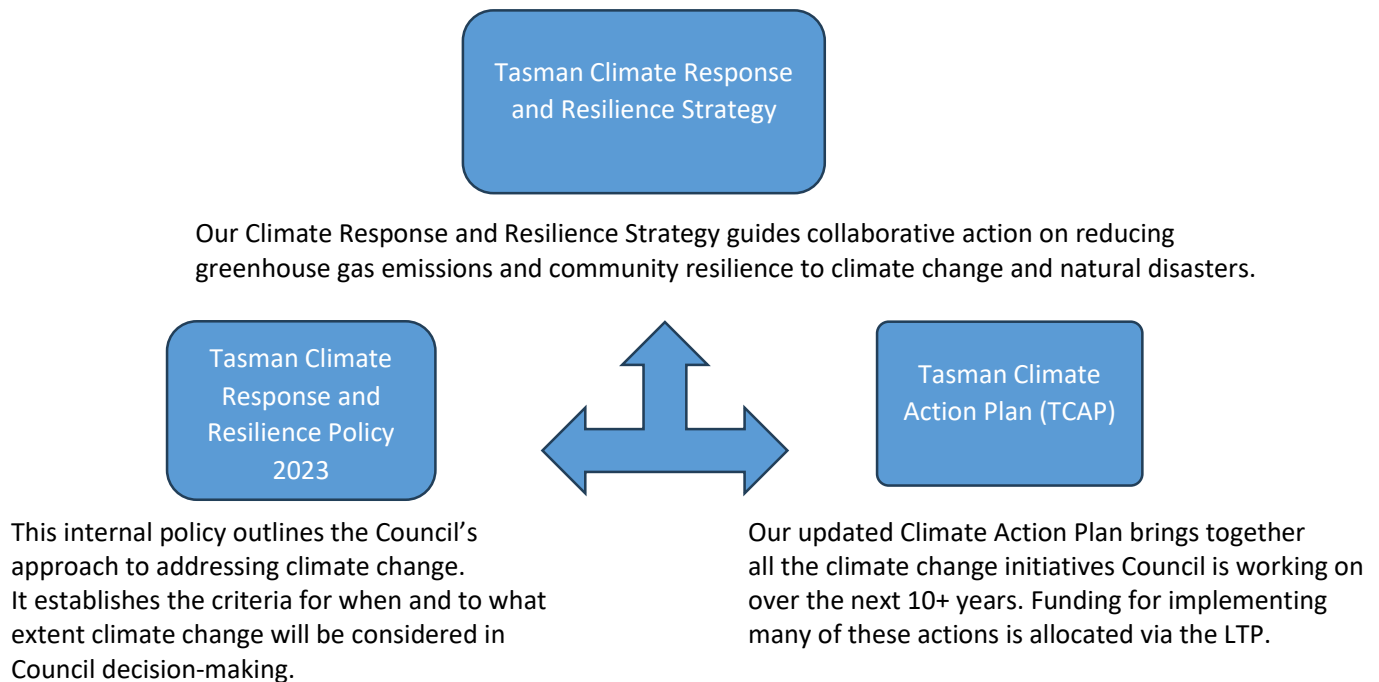 Tasman Climate Response
and Resilience Strategy
Our Climate Response and Resilience Strategy guides collaborative action on reducing
greenhouse gas emissions and community resilience to climate change and natural disasters.
Tasman Climate
Response and
Resilience Policy
2023
Tasman Climate
Action Plan (TCAP)
This internal policy outlines the Council’s
approach to addressing climate change.
It establishes the criteria for when and to what
extent climate change will be considered in
Council decision-making.
Our updated Climate Action Plan brings together
all the climate change initiatives Council is working on
over the next 10+ years. Funding for implementing
many of these actions is allocated via the LTP.